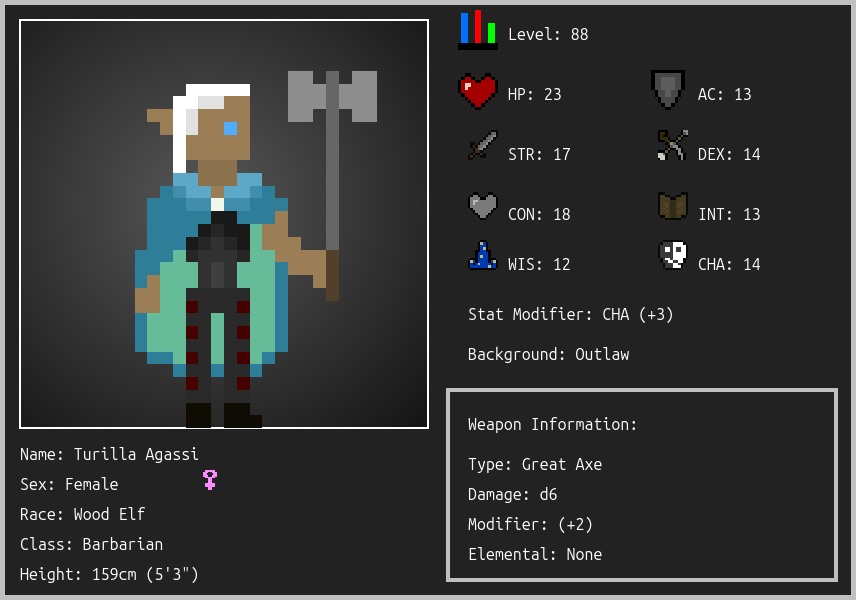 Level: 88
HP: 23
AC: 13
STR: 17
DEX: 14
CON: 18
INT: 13
WIS: 12
CHA: 14
Stat Modifier: CHA (+3)
Background: Outlaw
Weapon Information:
Type: Great Axe
Damage: d6
Modifier: (+2)
Elemental: None
Name: Turilla Agassi
Sex: Female
Race: Wood Elf
Class: Barbarian
Height: 159cm (5'3")